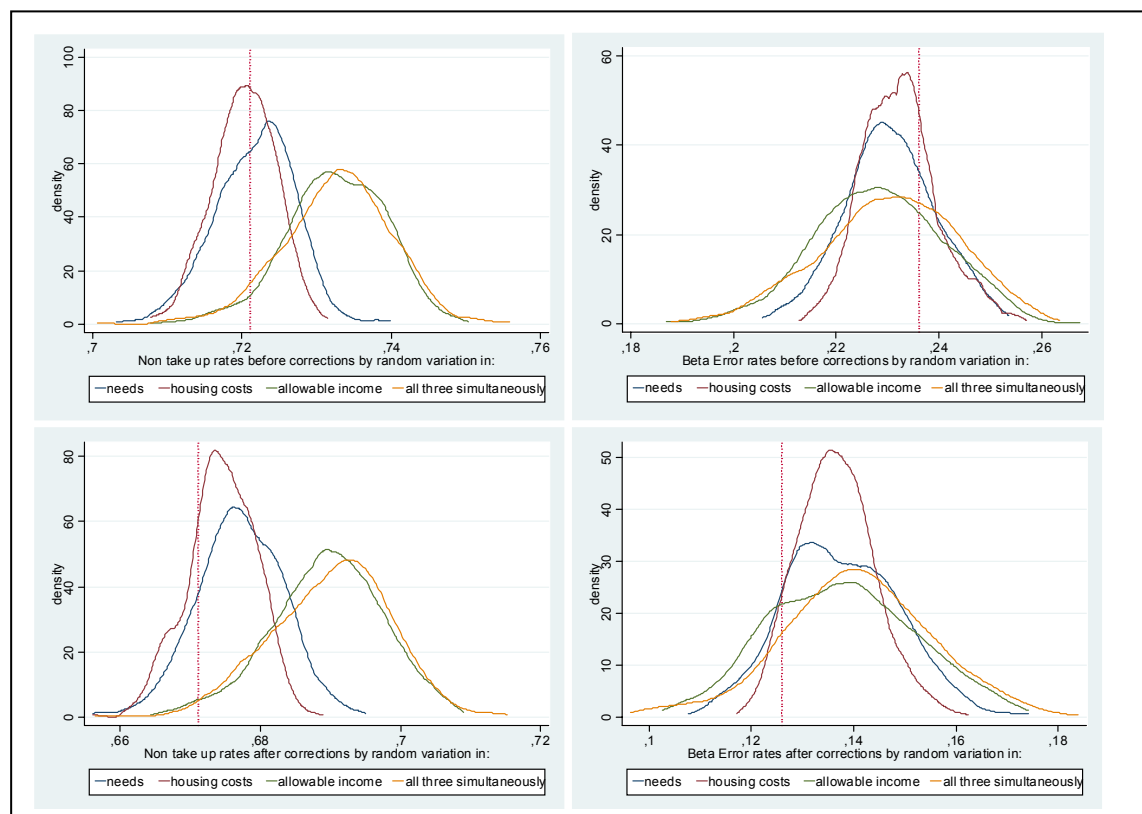 100
80
60
40
20
0
density
,7
,72
,74
,76
Non take up rates before corrections by random variation in:
needs
housing costs
allowable income
all three simultaneously
60
40
20
0
density
,18
,2
,22
,24
,26
Beta Error rates before corrections by random variation in:
needs
housing costs
allowable income
all three simultaneously
80
60
40
20
0
density
,66
,68
,7
,72
Non take up rates after corrections by random variation in:
needs
housing costs
allowable income
all three simultaneously
50
40
30
20
10
0
density
,1
,12
,14
,16
,18
Beta Error rates after corrections by random variation in:
needs
housing costs
allowable income
all three simultaneously